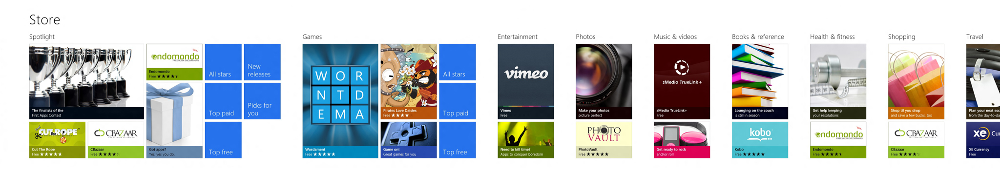 Store
Spotlight
The finalists of the
First Apps Contest
endomondo
FREE YOUR ENDORPHINS
Endomondo
Free
All stars
New
releases
Top paid
Picks for
you
CUT the ROPE
Cut The Rope
Free
CBAZAAR
CBazaar
Free
Got apps?
Yes, yes you do.
Top free
Games
W O R
N T D
E M A
Wordament
Free
Pirates Love Daisies
Free
Game on!
Great games for you
All stars
Top paid
Top free
Entertainment
vimeo
Vimeo
Free
Need to kill time?
Apps to conquer boredom
Photos
Make your photos
picture perfect
PHOTO
VAULT
PhotoVault
Free
Music & videos
sMedio TrueLink+
sMedio TrueLink+
Free
Get ready to rock
and/or roll
Books & reference
Lounging on the couch
is still in season
kobo
Kobo
Free
Health & fitness
Get help keeping
your resolutions
endomondo
FREE YOUR ENDORPHINS
Endomondo
Free
Shopping
Shop til you drop
and save a few bucks, too
CBAZAAR
CBazaar
Free
Travel
Plan your next esc
from the day-to-da
xe Cur
XE Currency
Free